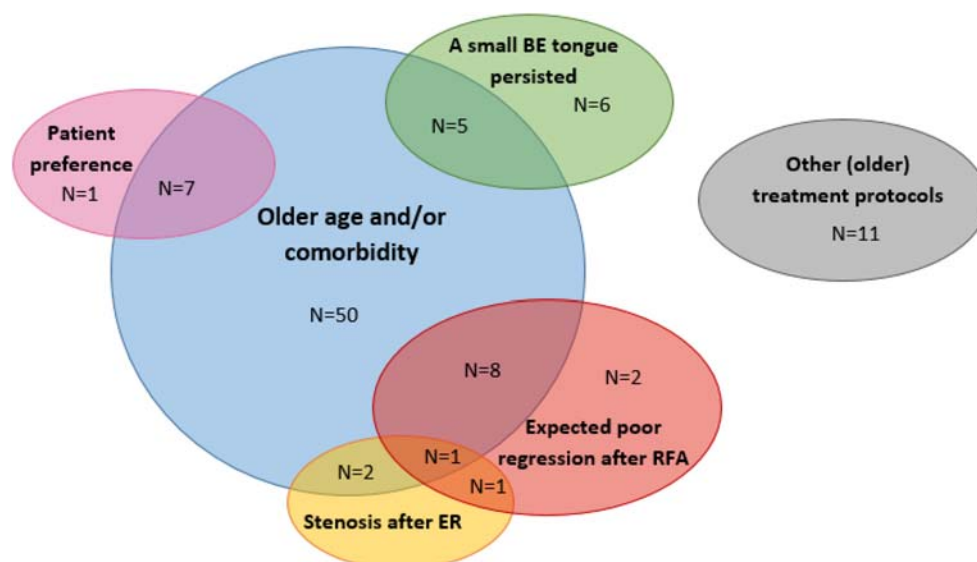 A small BE tongue
persisted
N=6
N=5
Patient
preference
N=1
N=7
Other (older)
treatment protocols
N=11
Older age and/or
comorbidity
N=50
N=8
N=2
Expected poor
regression after RFA
N=1
N=2
N=1
Stenosis after ER